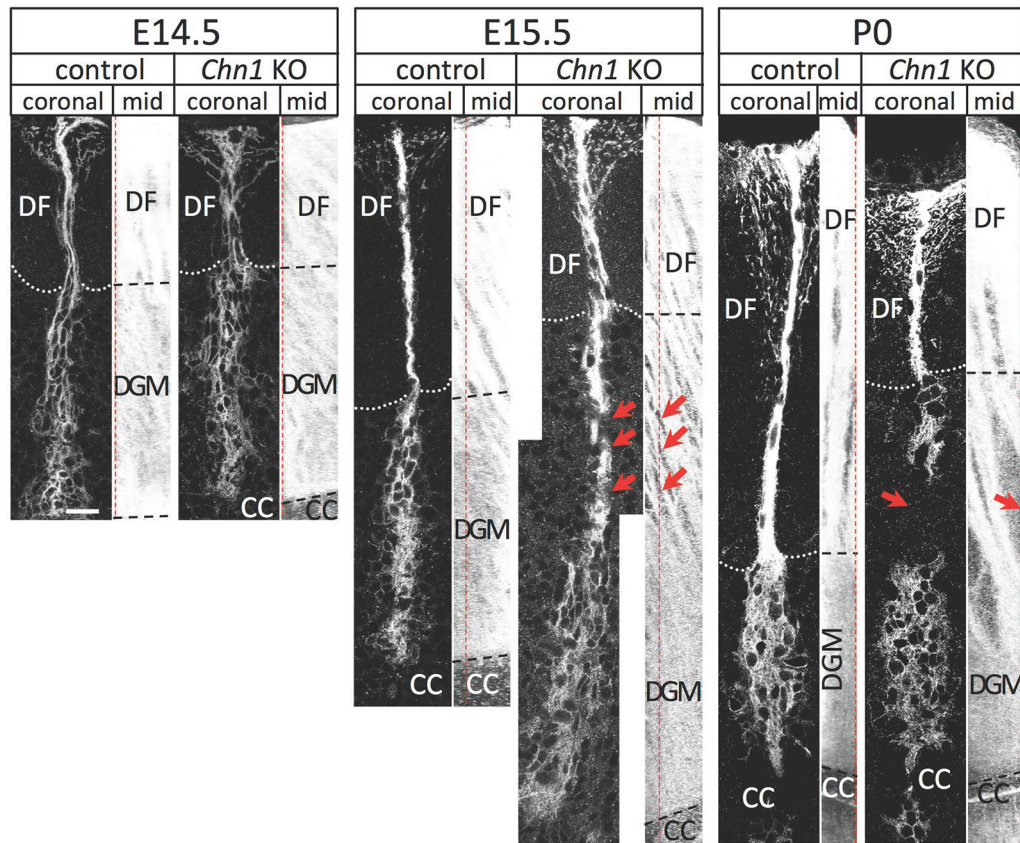 E14.5 E15.5 P0
control Chn1 KO control Chn1 KO control Chn1 KO
coronal mid coronal mid coronal mid coronal mid coronal mid coronal mid
DF DF DF DF DF DF DF DF DF DF DF DF
DGM DGM DGM DGM DGM DGM
CC CC CC CC CC CC CC CC CC